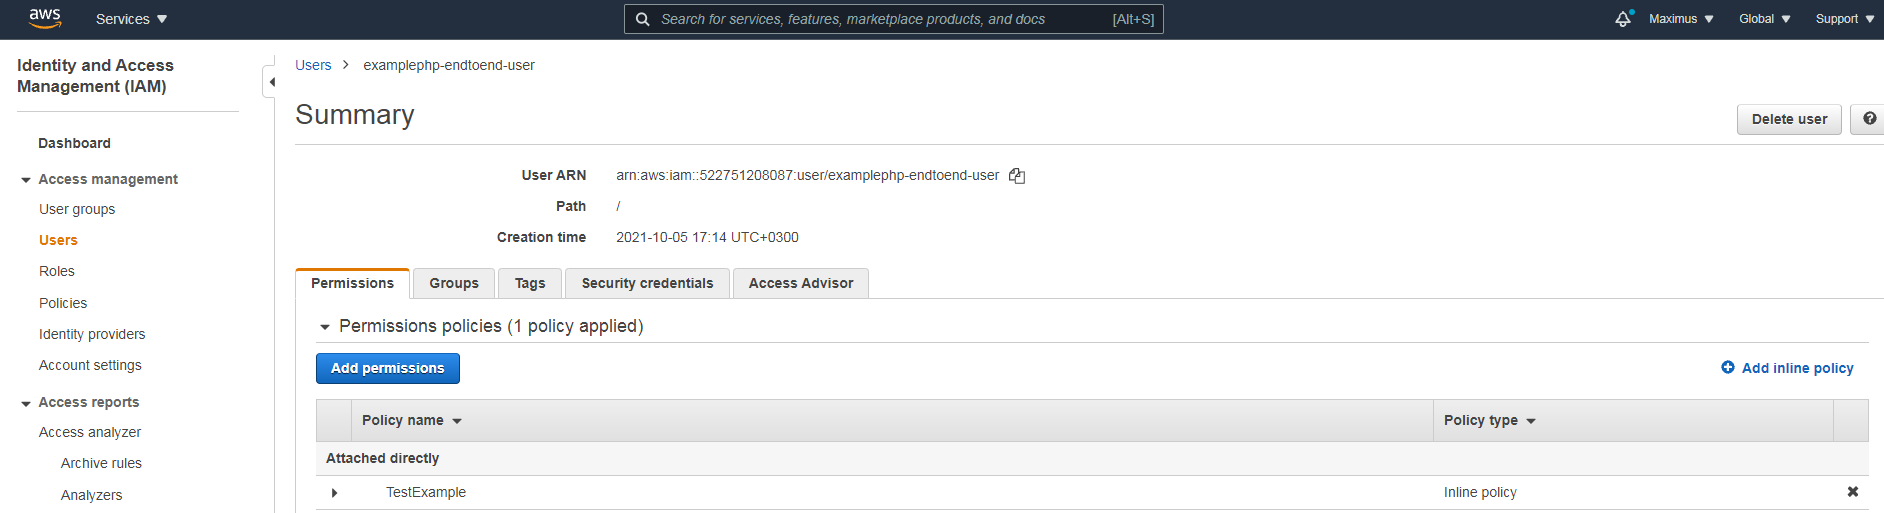 aws Services Search for services, features, marketplace products, and docs [Alt+S] Maximus Global Support
Identity and Access
Management (IAM)
Dashboard
Access management
User groups
Users
Roles
Policies
Identity providers
Account settings
Access reports
Access analyzer
Archive rules
Analyzers
Users > examplephp-endtoend-user
Summary
Delete user ?
User ARN arn:aws:iam::522751208087:user/examplephp-endtoend-user
Path /
Creation time 2021-10-05 17:14 UTC+0300
Permissions Groups Tags Security credentials Access Advisor
Permissions policies (1 policy applied)
Add permissions Add inline policy
Policy name Policy type
Attached directly
TestExample Inline policy